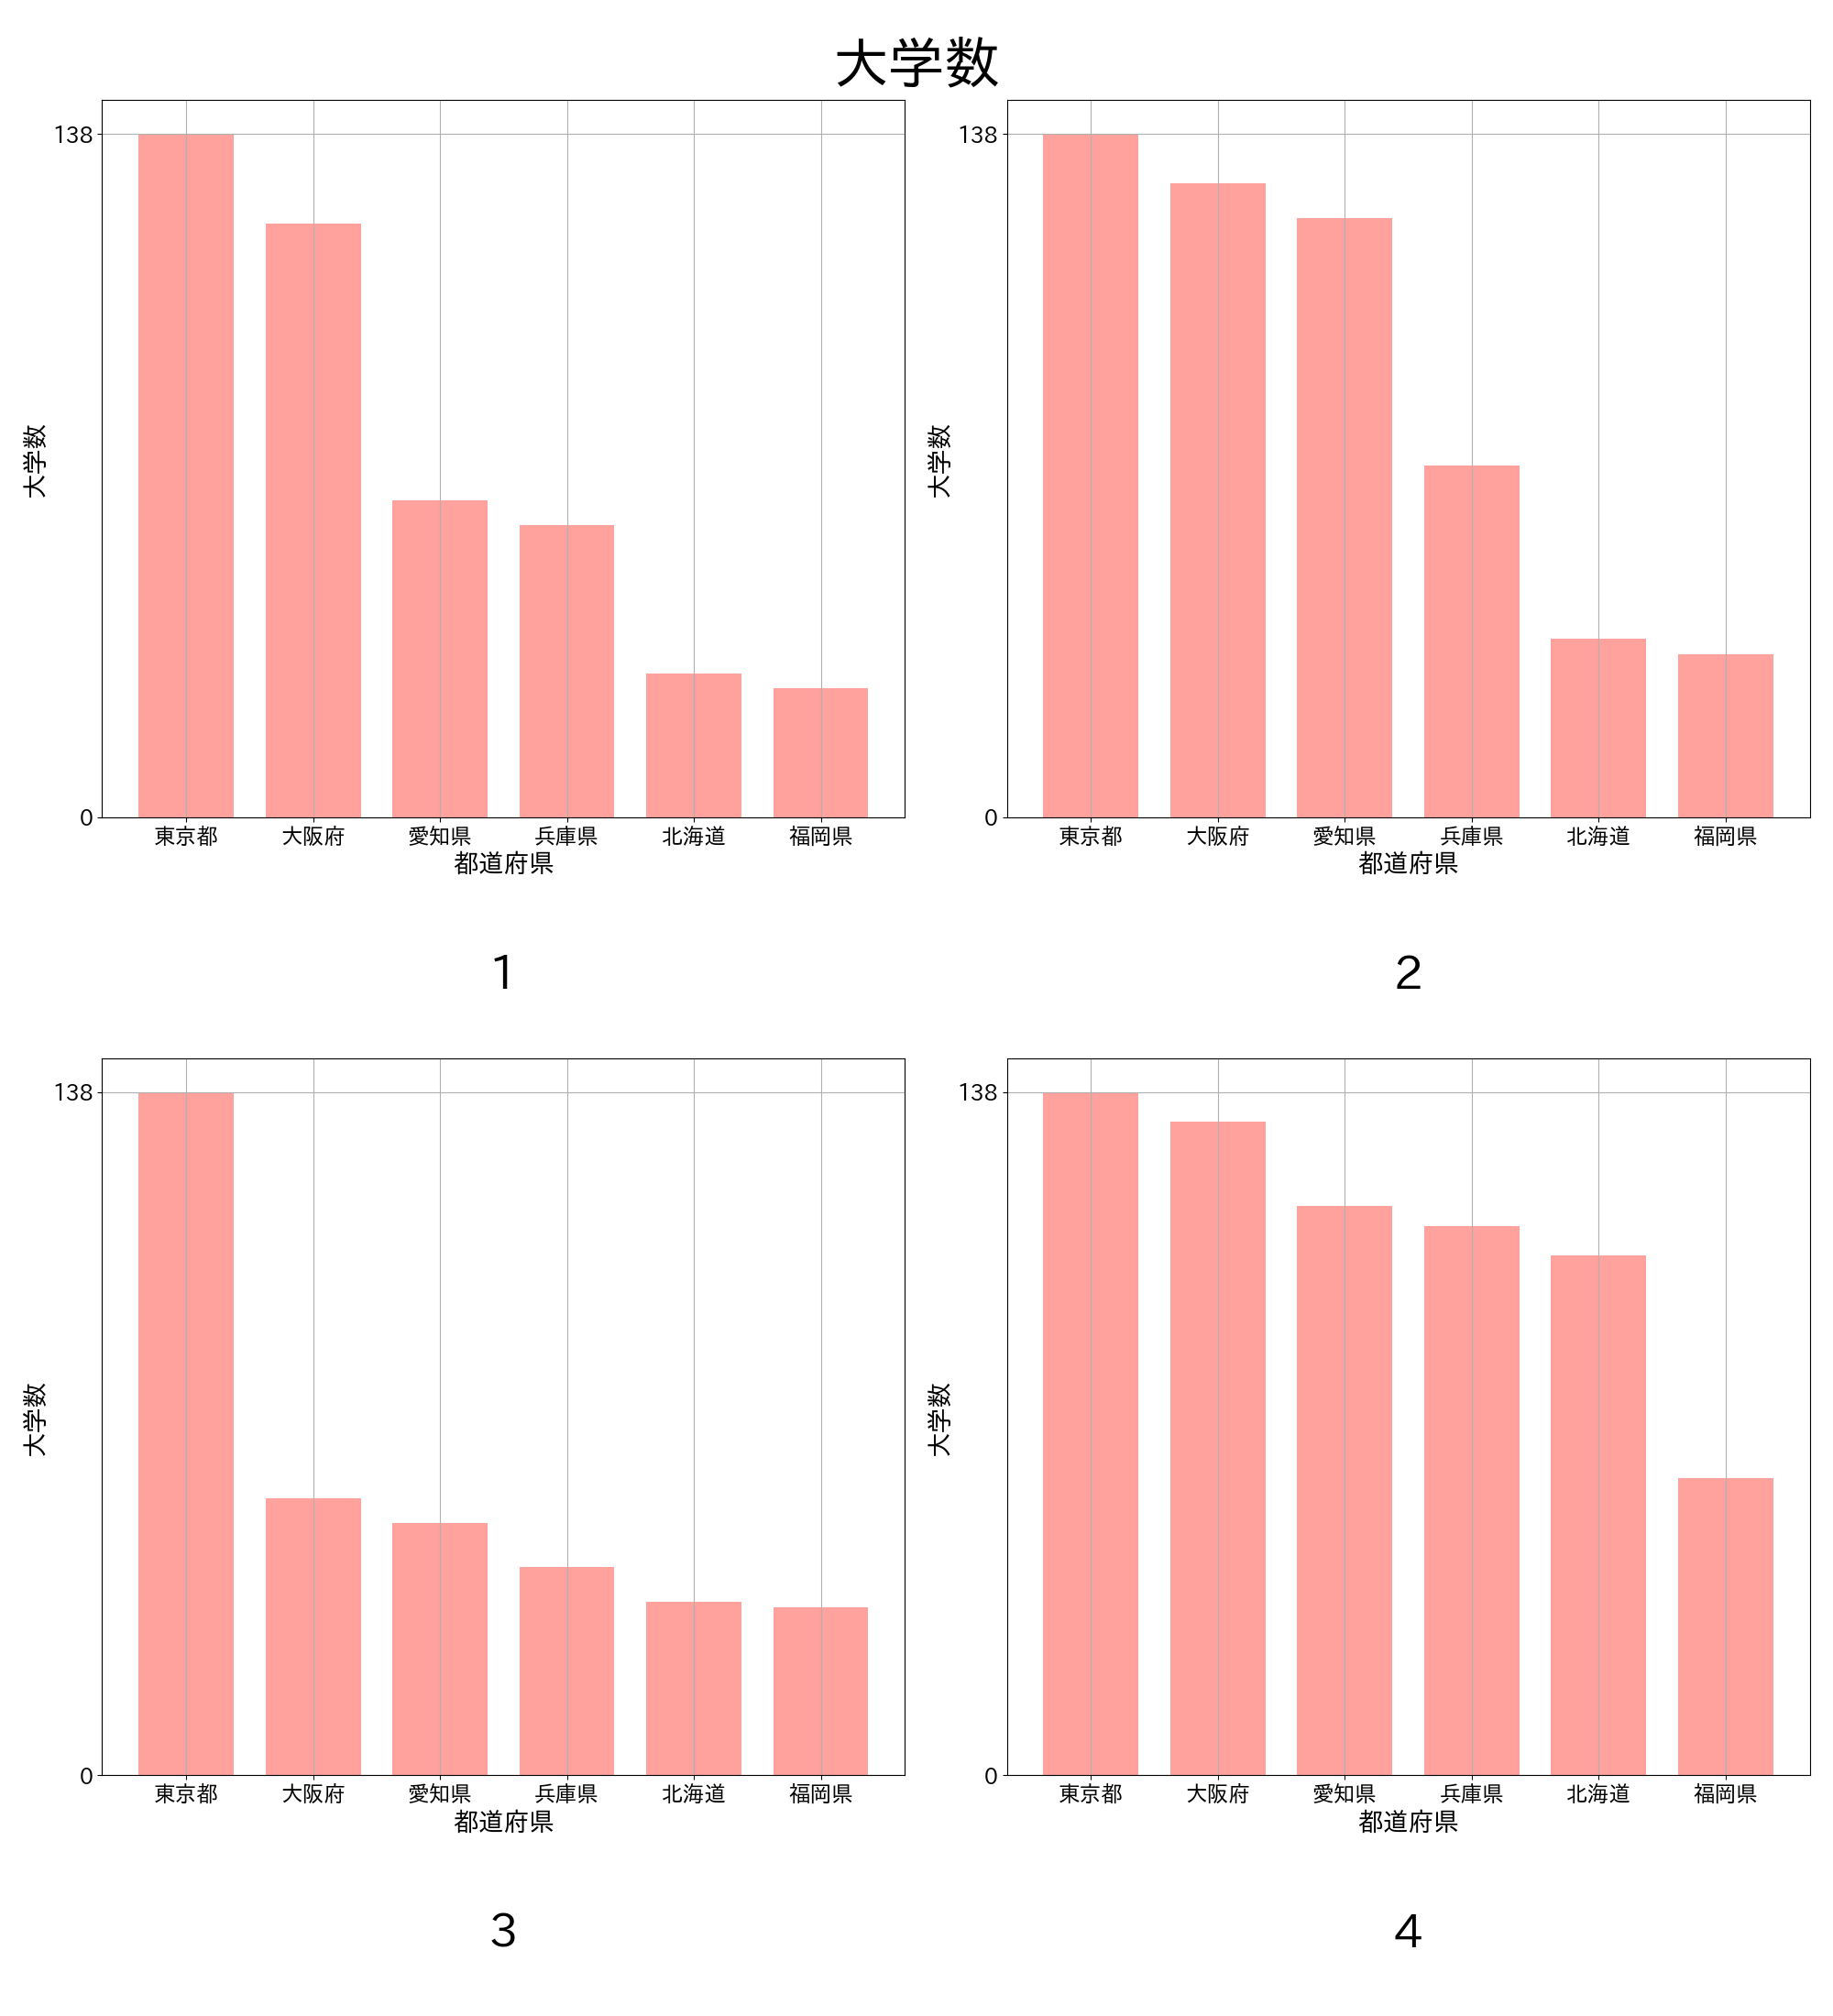 大学数
138
0
大学数
東京都 大阪府 愛知県 兵庫県 北海道 福岡県
都道府県
1
138
0
大学数
東京都 大阪府 愛知県 兵庫県 北海道 福岡県
都道府県
2
138
0
大学数
東京都 大阪府 愛知県 兵庫県 北海道 福岡県
都道府県
3
138
0
大学数
東京都 大阪府 愛知県 兵庫県 北海道 福岡県
都道府県
4